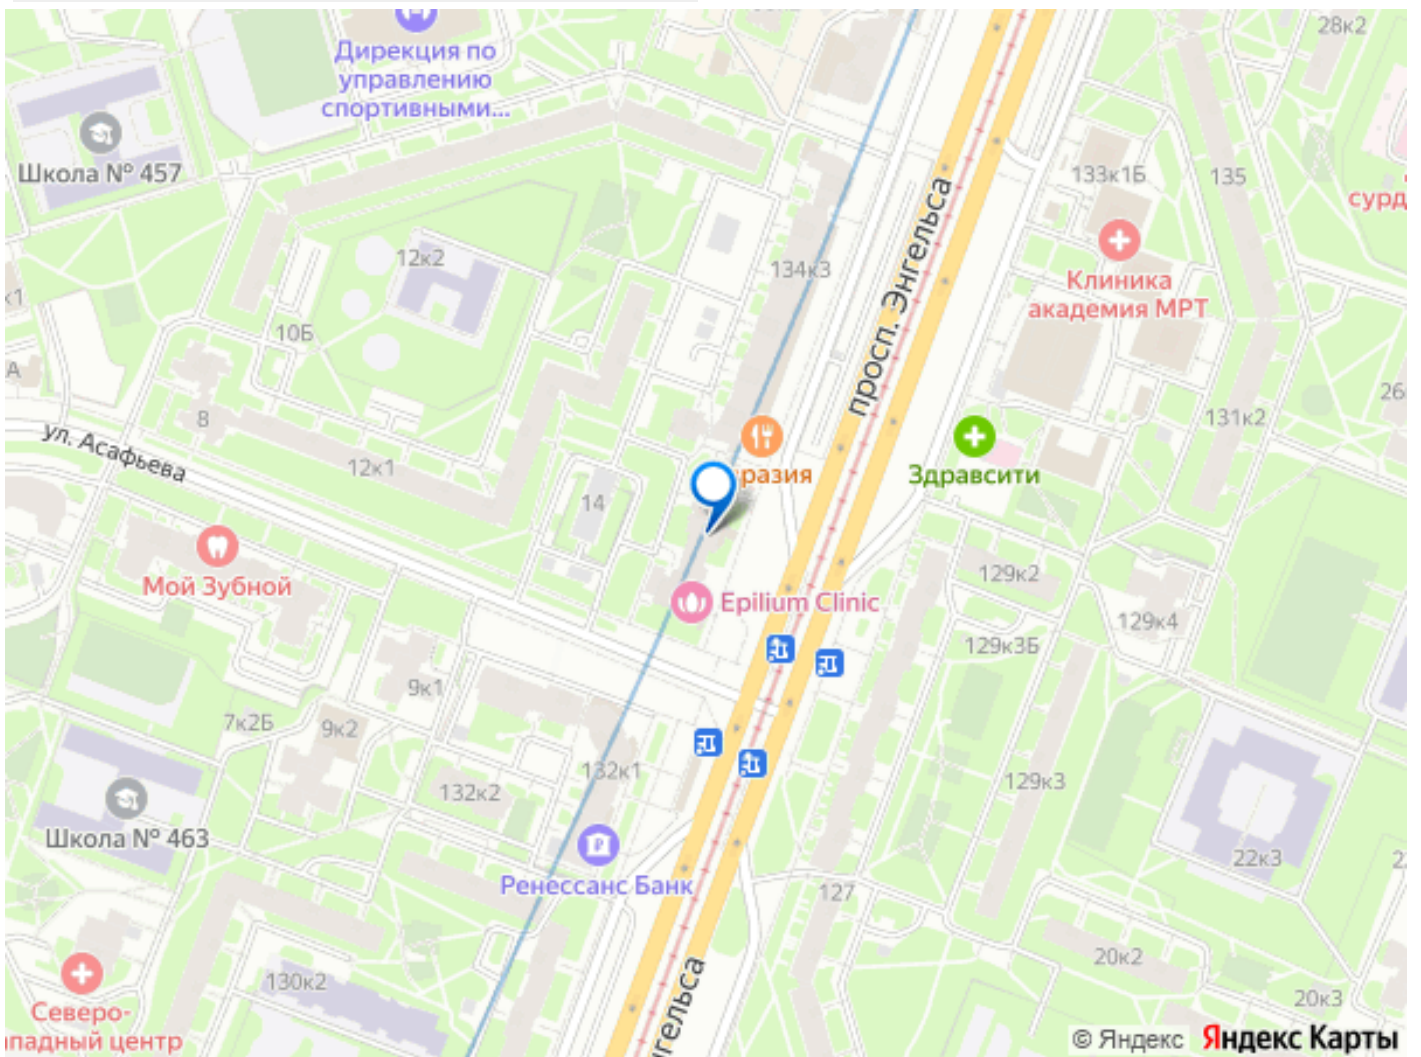 28к2
Дирекция по
управлению
спортивными...
Школа № 457
133к1Б
135
сурд
Клиника
академия МРТ
12к2
134к3
просп. Энгельса
к1
10Б
А
26
8
131к2
ул. Асафьева
12к1
разия
Здравсити
14
Мой Зубной
129к2
Epilium Clinic
129к4
129к3Б
9к1
7к2Б
9к2
132к1
132к2
129к3
Школа № 463
22к3
2
Ренессанс Банк
127
20к2
130к2
нгельса
20к3
Северо-
ападный центр
© Яндекс Яндекс Карты